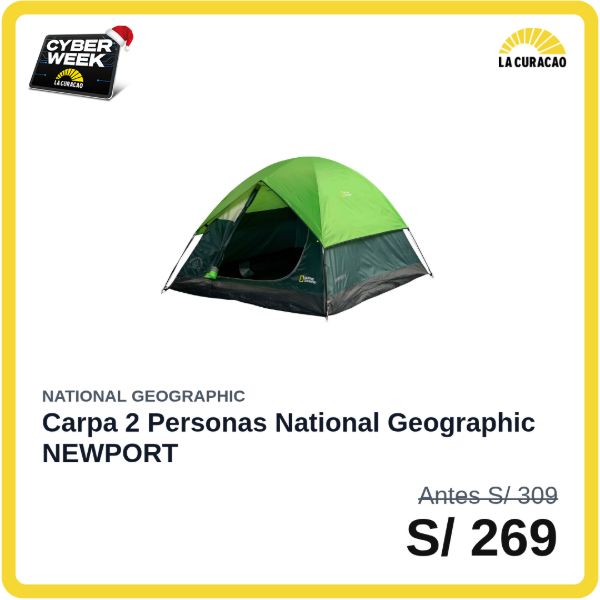 CYBER
WEEK
LA CURACAO
LA CURACAO
NATIONAL GEOGRAPHIC
Carpa 2 Personas National Geographic
NEWPORT
Antes S/ 309
S/ 269